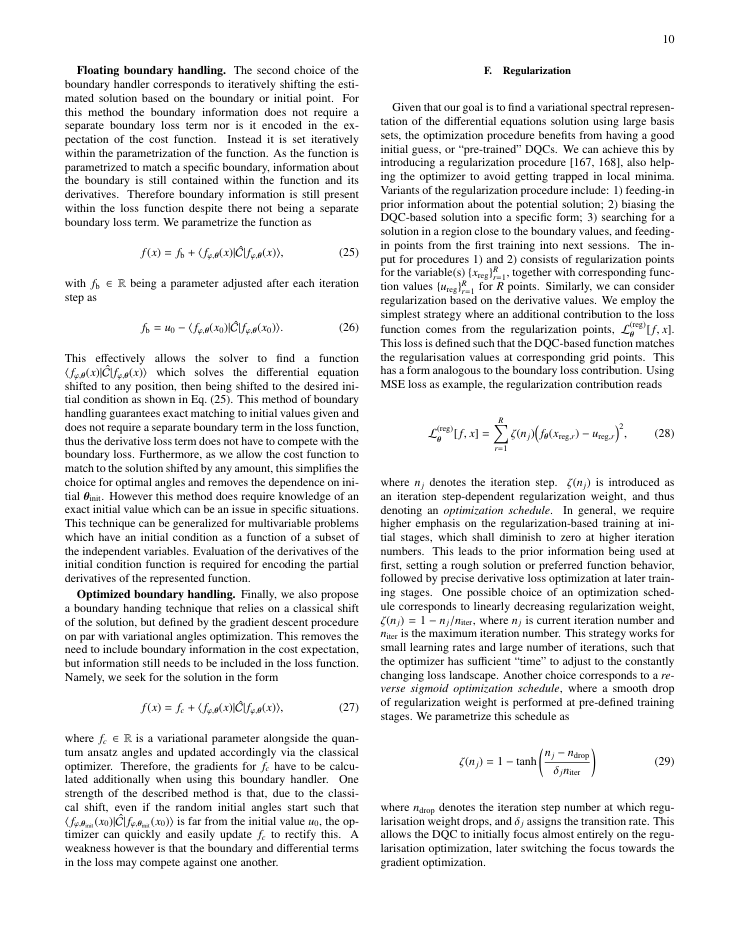 10
Floating boundary handling. The second choice of the
boundary handler corresponds to iteratively shifting the esti-
mated solution based on the boundary or initial point. For
this method the boundary information does not require a
separate boundary loss term nor is it encoded in the ex-
pectation of the cost function. Instead it is set iteratively
within the parametrization of the function. As the function is
parametrized to match a specific boundary, information about
the boundary is still contained within the function and its
derivatives. Therefore boundary information is still present
within the loss function despite there not being a separate
boundary loss term. We parametrize the function as
f(x) = f_b + ⟨f_{φ,θ}(x)|Ĉ|f_{φ,θ}(x)⟩, (25)
with f_b ∈ ℝ being a parameter adjusted after each iteration
step as
f_b = u_0 − ⟨f_{φ,θ}(x_0)|Ĉ|f_{φ,θ}(x_0)⟩. (26)
This effectively allows the solver to find a function
⟨f_{φ,θ}(x)|Ĉ|f_{φ,θ}(x)⟩ which solves the differential equation
shifted to any position, then being shifted to the desired ini-
tial condition as shown in Eq. (25). This method of boundary
handling guarantees exact matching to initial values given and
does not require a separate boundary term in the loss function,
thus the derivative loss term does not have to compete with the
boundary loss. Furthermore, as we allow the cost function to
match to the solution shifted by any amount, this simplifies the
choice for optimal angles and removes the dependence on ini-
tial θ_init. However this method does require knowledge of an
exact initial value which can be an issue in specific situations.
This technique can be generalized for multivariable problems
which have an initial condition as a function of a subset of
the independent variables. Evaluation of the derivatives of the
initial condition function is required for encoding the partial
derivatives of the represented function.
Optimized boundary handling. Finally, we also propose
a boundary handing technique that relies on a classical shift
of the solution, but defined by the gradient descent procedure
on par with variational angles optimization. This removes the
need to include boundary information in the cost expectation,
but information still needs to be included in the loss function.
Namely, we seek for the solution in the form
f(x) = f_c + ⟨f_{φ,θ}(x)|Ĉ|f_{φ,θ}(x)⟩, (27)
where f_c ∈ ℝ is a variational parameter alongside the quan-
tum ansatz angles and updated accordingly via the classical
optimizer. Therefore, the gradients for f_c have to be calcu-
lated additionally when using this boundary handler. One
strength of the described method is that, due to the classi-
cal shift, even if the random initial angles start such that
⟨f_{φ,θ_init}(x_0)|Ĉ|f_{φ,θ_init}(x_0)⟩ is far from the initial value u_0, the op-
timizer can quickly and easily update f_c to rectify this. A
weakness however is that the boundary and differential terms
in the loss may compete against one another.
F. Regularization
Given that our goal is to find a variational spectral represen-
tation of the differential equations solution using large basis
sets, the optimization procedure benefits from having a good
initial guess, or “pre-trained” DQCs. We can achieve this by
introducing a regularization procedure [167, 168], also help-
ing the optimizer to avoid getting trapped in local minima.
Variants of the regularization procedure include: 1) feeding-in
prior information about the potential solution; 2) biasing the
DQC-based solution into a specific form; 3) searching for a
solution in a region close to the boundary values, and feeding-
in points from the first training into next sessions. The in-
put for procedures 1) and 2) consists of regularization points
for the variable(s) {x_reg}^R_{r=1}, together with corresponding func-
tion values {u_reg}^R_{r=1} for R points. Similarly, we can consider
regularization based on the derivative values. We employ the
simplest strategy where an additional contribution to the loss
function comes from the regularization points, ℒ_θ^(reg)[f, x].
This loss is defined such that the DQC-based function matches
the regularisation values at corresponding grid points. This
has a form analogous to the boundary loss contribution. Using
MSE loss as example, the regularization contribution reads
ℒ_θ^(reg)[f, x] = ∑_{r=1}^R ζ(n_j)(f_θ(x_{reg,r}) − u_{reg,r})^2, (28)
where n_j denotes the iteration step. ζ(n_j) is introduced as
an iteration step-dependent regularization weight, and thus
denoting an optimization schedule. In general, we require
higher emphasis on the regularization-based training at ini-
tial stages, which shall diminish to zero at higher iteration
numbers. This leads to the prior information being used at
first, setting a rough solution or preferred function behavior,
followed by precise derivative loss optimization at later train-
ing stages. One possible choice of an optimization sched-
ule corresponds to linearly decreasing regularization weight,
ζ(n_j) = 1 − n_j/n_iter, where n_j is current iteration number and
n_iter is the maximum iteration number. This strategy works for
small learning rates and large number of iterations, such that
the optimizer has sufficient “time” to adjust to the constantly
changing loss landscape. Another choice corresponds to a re-
verse sigmoid optimization schedule, where a smooth drop
of regularization weight is performed at pre-defined training
stages. We parametrize this schedule as
ζ(n_j) = 1 − tanh((n_j − n_drop)/(δ_j n_iter)) (29)
where n_drop denotes the iteration step number at which regu-
larisation weight drops, and δ_j assigns the transition rate. This
allows the DQC to initially focus almost entirely on the regu-
larisation optimization, later switching the focus towards the
gradient optimization.